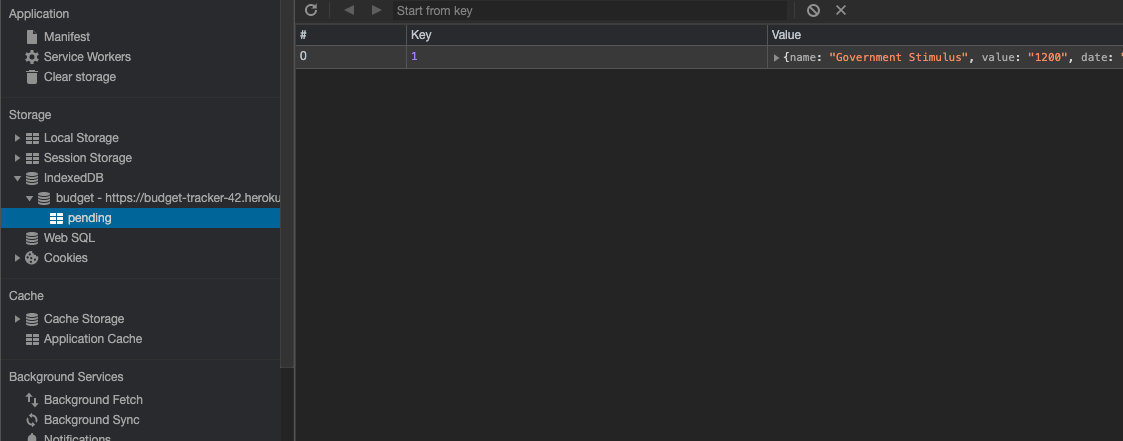 Application
Manifest
Service Workers
Clear storage
Storage
Local Storage
Session Storage
IndexedDB
budget - https://budget-tracker-42.heroku
pending
Web SQL
Cookies
Cache
Cache Storage
Application Cache
Background Services
Background Fetch
Background Sync
Notifications
Start from key
# Key Value
0 1 {name: "Government Stimulus", value: "1200", date: "